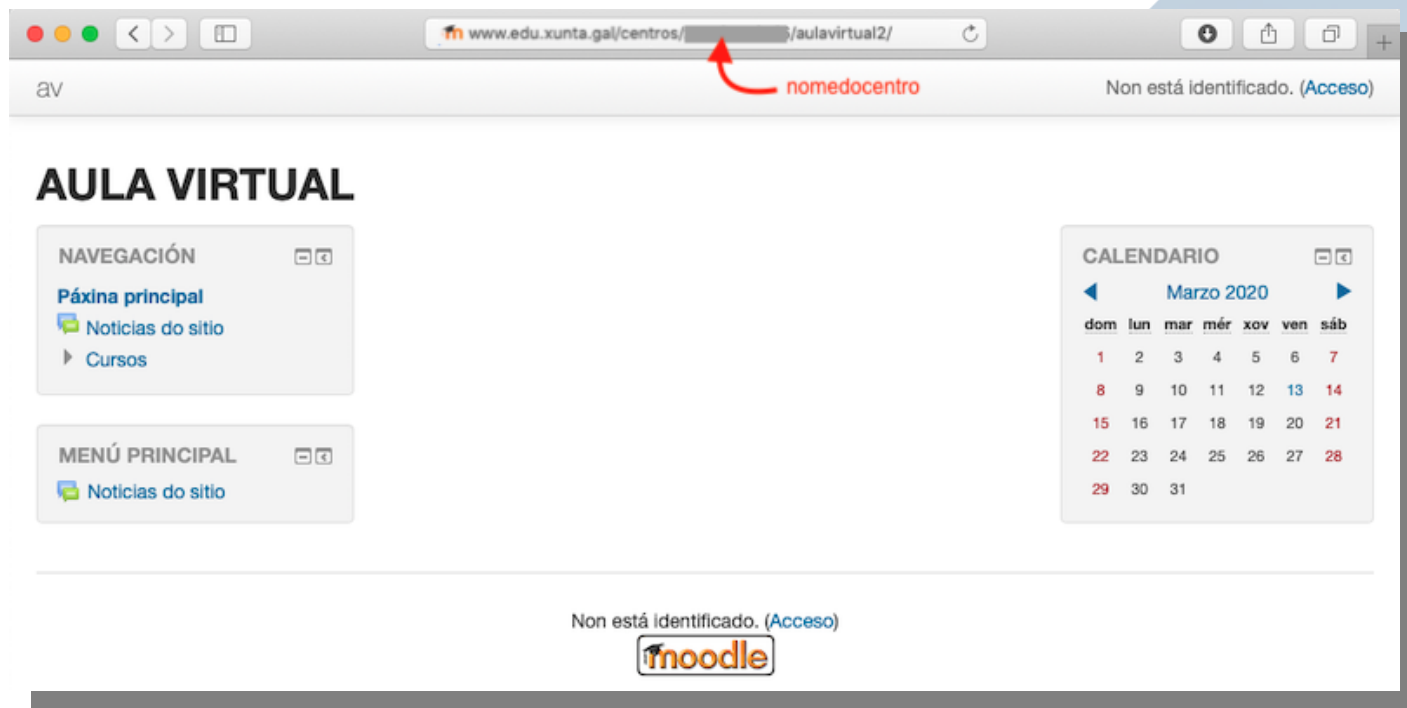 www.edu.xunta.gal/centros/ /aulavirtual2/
nomedocentro
av
Non está identificado. (Acceso)
AULA VIRTUAL
NAVEGACIÓN
Páxina principal
Noticias do sitio
Cursos
MENÚ PRINCIPAL
Noticias do sitio
CALENDARIO
Marzo 2020
dom lun mar mér xov ven sáb
1 2 3 4 5 6 7
8 9 10 11 12 13 14
15 16 17 18 19 20 21
22 23 24 25 26 27 28
29 30 31
Non está identificado. (Acceso)
moodle